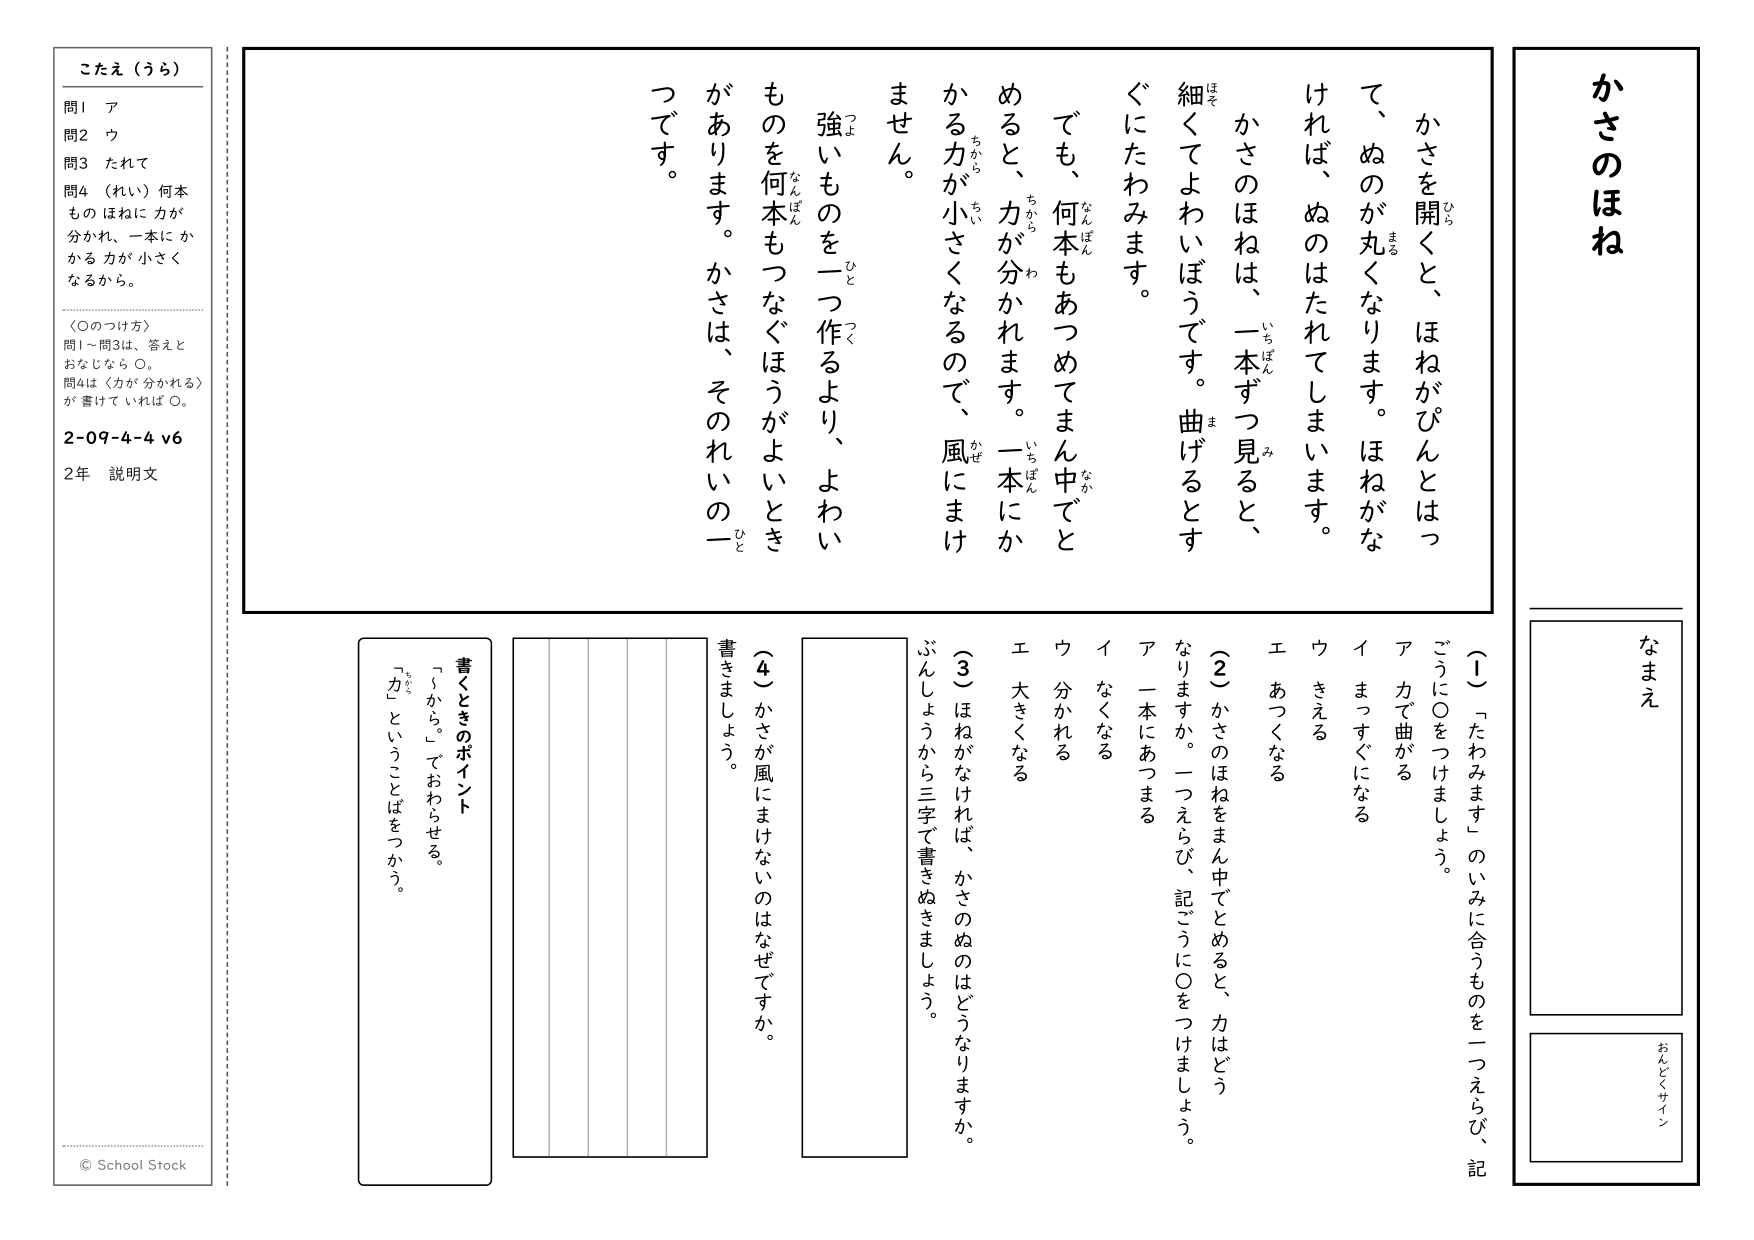 かさのほね
なまえ
おんどくサイン
かさを開くと、ほねがぴんとはっ
て、ぬのが丸くなります。ほねがな
ければ、ぬのはたれてしまいます。
かさのほねは、一本ずつ見ると、
細くてよわいぼうです。曲げるとす
ぐにたわみます。
でも、何本もあつめてまん中でと
めると、力が分かれます。一本にか
かる力が小さくなるので、風にまけ
ません。
強いものを一つ作るより、よわい
ものを何本もつなぐほうがよいとき
があります。かさは、そのれいの一
つです。
(1)「たわみます」のいみに合うものを一つえらび、記
ごうに〇をつけましょう。
ア 力で曲がる
イ まっすぐになる
ウ きえる
エ あつくなる
(2)かさのほねをまん中でとめると、力はどう
なりますか。一つえらび、記ごうに〇をつけましょう。
ア 一本にあつまる
イ なくなる
ウ 分かれる
エ 大きくなる
(3)ほねがなければ、かさのぬのはどうなりますか。
ぶんしょうから三字で書きぬきましょう。
(4)かさが風にまけないのはなぜですか。
書きましょう。
書くときのポイント
「〜から。」でおわらせる。
「力」ということばをつかう。
こたえ（うら）
問1 ア
問2 ウ
問3 たれて
問4 （れい）何本
もの ほねに 力が
分かれ、一本に か
かる 力が 小さく
なるから。
〈〇のつけ方〉
問1～問3は、答えと
おなじなら 〇。
問4は〈力が 分かれる〉
が 書けて いれば 〇。
2-09-4-4 v6
2年 説明文
© School Stock